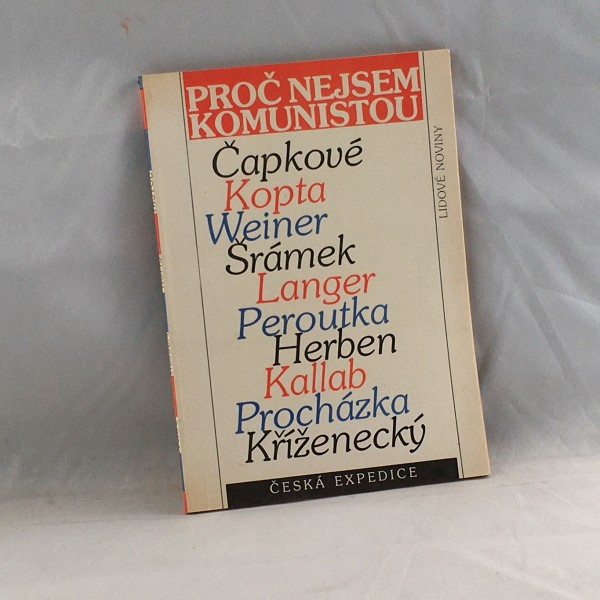 PROČ NEJSEM
KOMUNISTOU
Čapkové
Kopta
Weiner
Šrámek
Langer
Peroutka
Herben
Kallab
Procházka
Kříženecký
LIDOVÉ NOVINY
ČESKÁ EXPEDICE